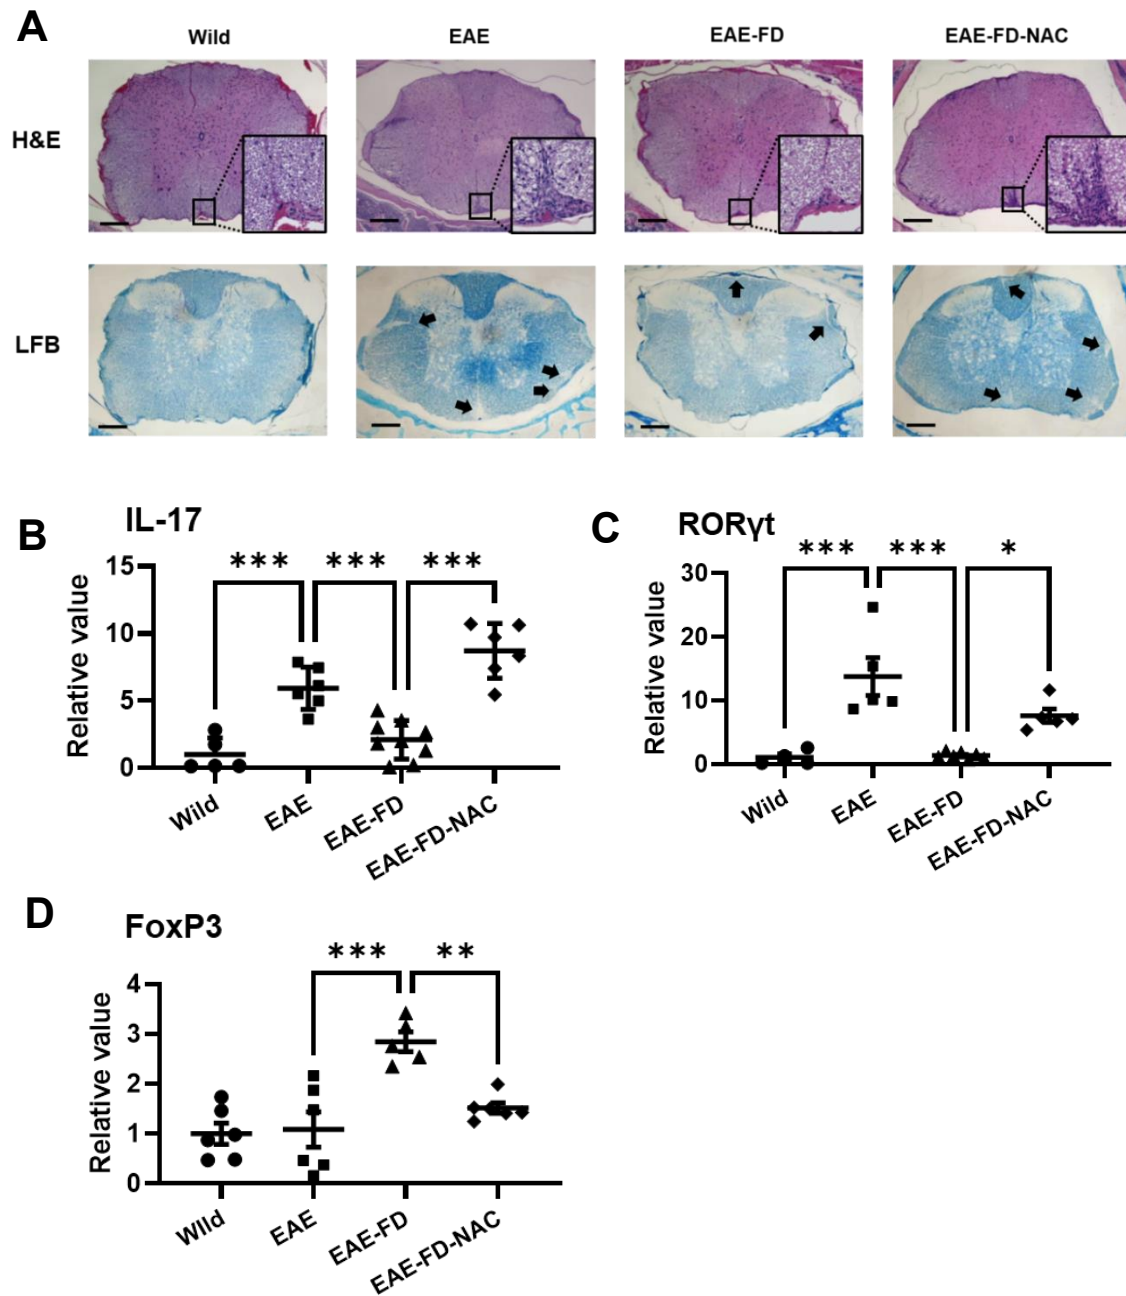 A
Wild
EAE
EAE-FD
EAE-FD-NAC
H&E
LFB
B
IL-17
*** *** ***
Relative value
15
10
5
0
Wild
EAE
EAE-FD
EAE-FD-NAC
C
RORγt
*** *** *
Relative value
30
20
10
0
Wild
EAE
EAE-FD
EAE-FD-NAC
D
FoxP3
*** **
Relative value
4
3
2
1
0
WIld
EAE
EAE-FD
EAE-FD-NAC